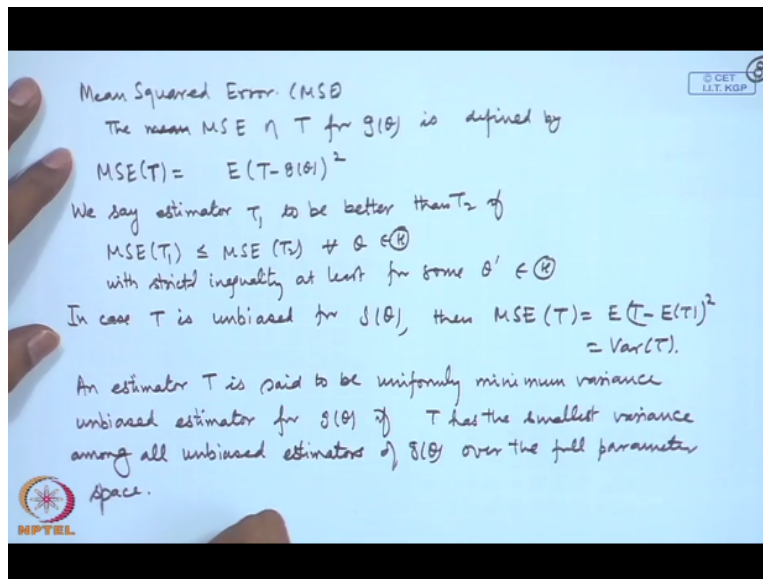 Mean Squared Error. (MSE)
© CET
I.I.T. KGP
8
The MSE of T for g(θ) is defined by
MSE(T) = E(T-g(θ))²
We say estimator T₁ to be better than T₂ if
MSE(T₁) ≤ MSE (T₂) ∀ θ ∈ Ⓗ
with strict inequality at least for some θ' ∈ Ⓗ
In case T is unbiased for g(θ), then MSE (T) = E(T-E(T))²
= Var(T).
An estimator T is said to be uniformly minimum variance
unbiased estimator for g(θ) if T has the smallest variance
among all unbiased estimators of g(θ) over the full parameter
space.
NPTEL